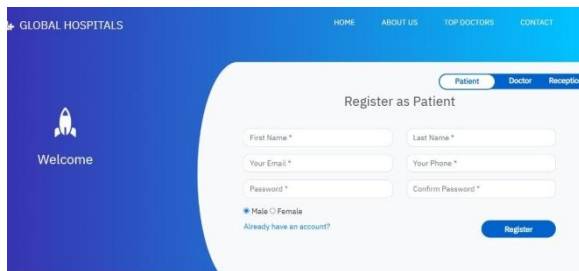 GLOBAL HOSPITALS
HOME ABOUT US TOP DOCTORS CONTACT
Patient Doctor Receptio
Register as Patient
Welcome
First Name * Last Name *
Your Email * Your Phone *
Password * Confirm Password *
Male Female
Already have an account?
Register